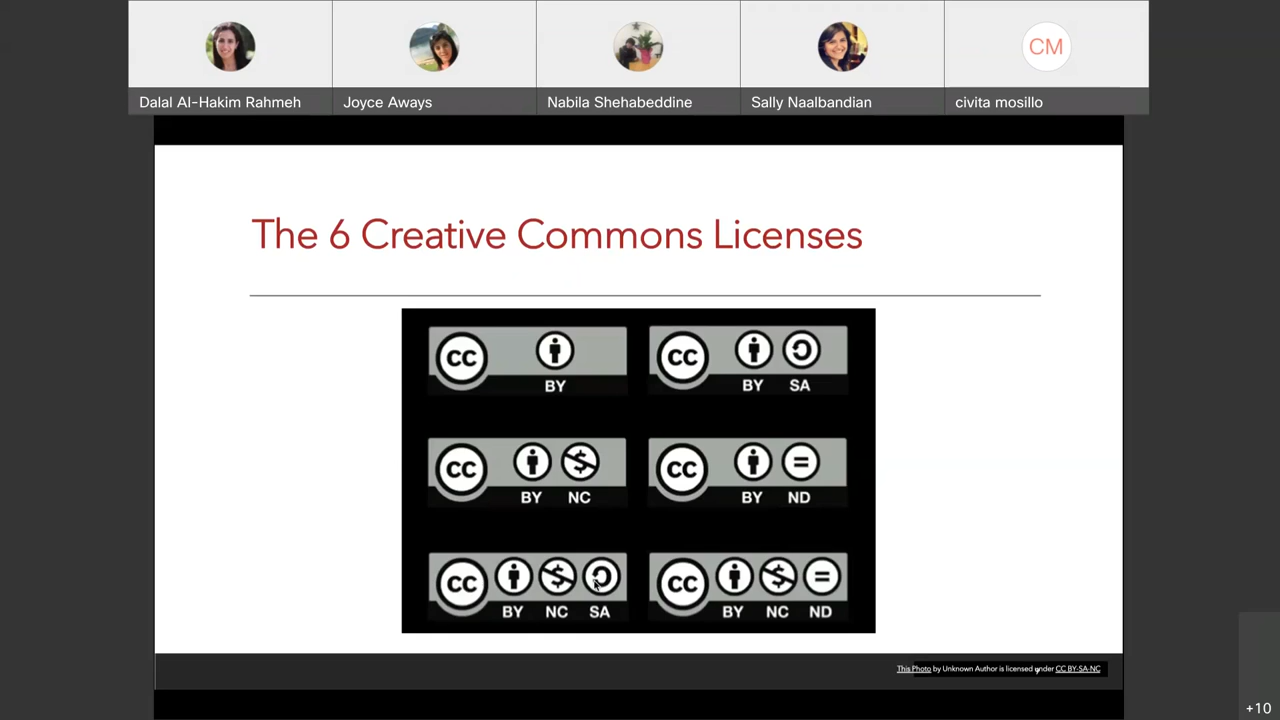 CM
Dalal Al-Hakim Rahmeh
Joyce Aways
Nabila Shehabeddine
Sally Naalbandian
civita mosillo
The 6 Creative Commons Licenses
CC BY
CC BY SA
CC BY NC
CC BY ND
CC BY NC SA
CC BY NC ND
This Photo by Unknown Author is licensed under CC BY-SA-NC
+10